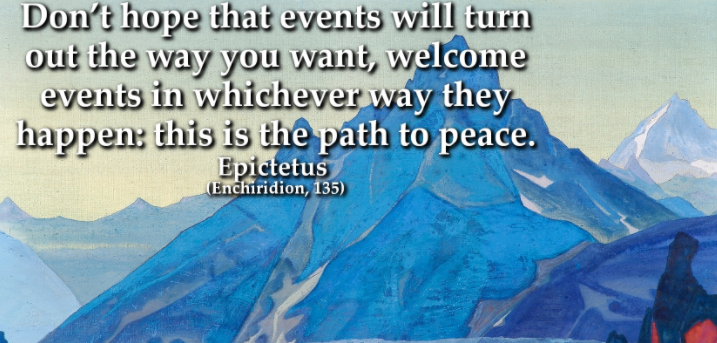 Don't hope that events will turn
out the way you want, welcome
events in whichever way they
happen: this is the path to peace.
Epictetus
(Enchiridion, 135)